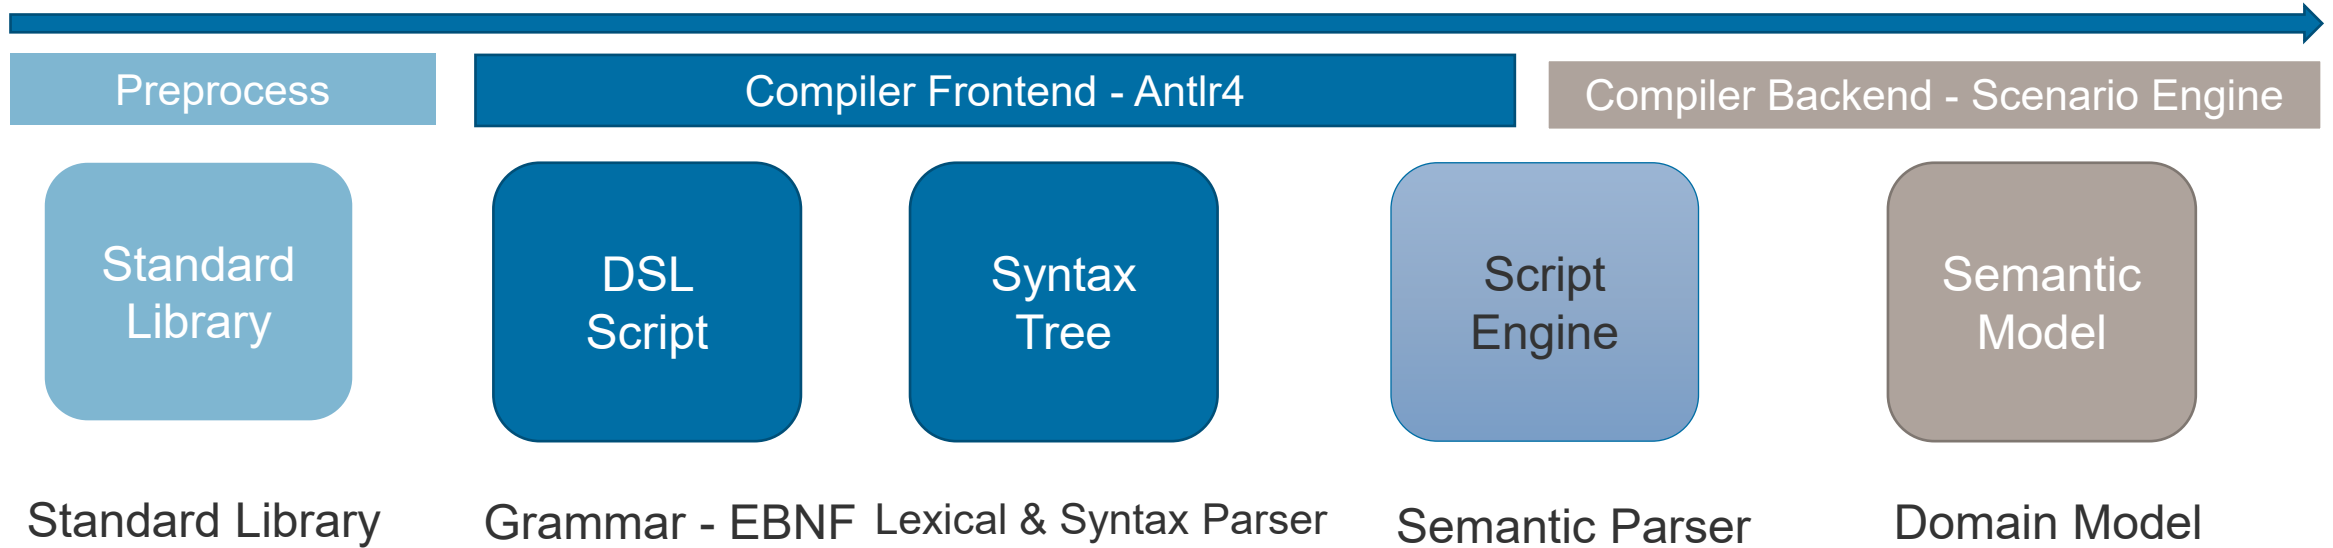 Preprocess
Compiler Frontend - Antlr4
Compiler Backend - Scenario Engine
Standard
Library
DSL
Script
Syntax
Tree
Script
Engine
Semantic
Model
Standard Library
Grammar - EBNF
Lexical & Syntax Parser
Semantic Parser
Domain Model